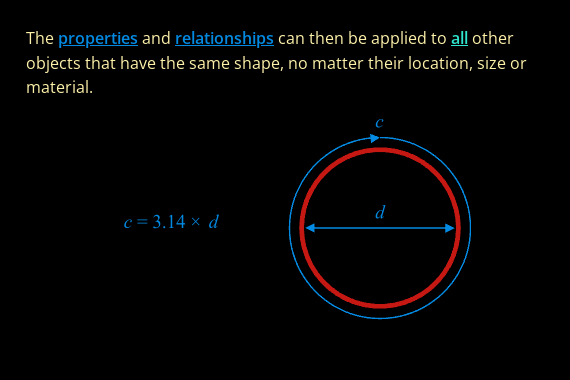 The properties and relationships can then be applied to all other
objects that have the same shape, no matter their location, size or
material.
c
d
c = 3.14 × d